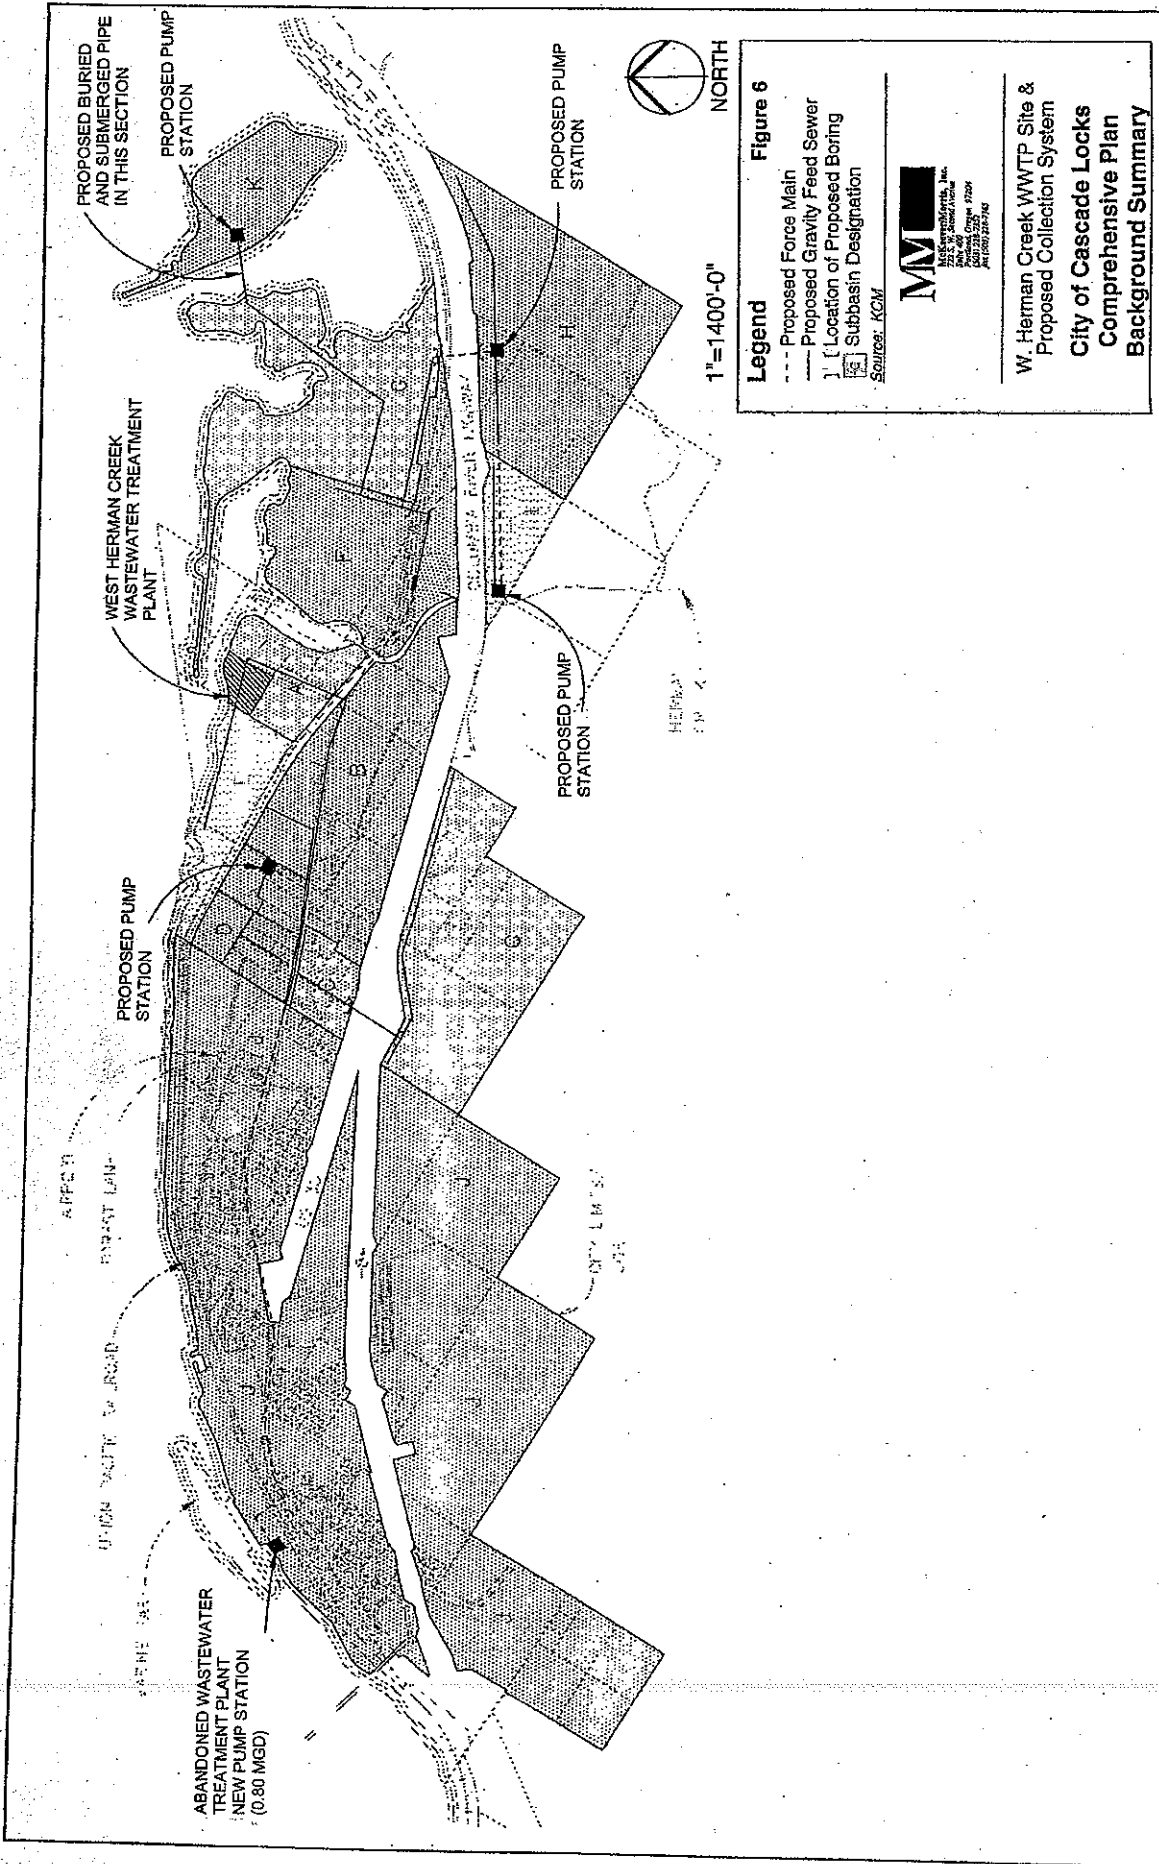 PROPOSED BURIED
AND SUBMERGED PIPE
IN THIS SECTION
PROPOSED PUMP
STATION
K
WEST HERMAN CREEK
WASTEWATER TREATMENT
PLANT
PROPOSED PUMP
STATION
ABANDONED WASTEWATER
TREATMENT PLANT
NEW PUMP STATION
(0.80 MGD)
G
F
A
B
D
H
J
J
J
J
PROPOSED PUMP
STATION
PROPOSED PUMP
STATION
NORTH
1"=1400'-0"
Legend
Figure 6
Proposed Force Main
Proposed Gravity Feed Sewer
Location of Proposed Boring
Subbasin Designation
Source: KCM
MM
W. Herman Creek WWTP Site &
Proposed Collection System
City of Cascade Locks
Comprehensive Plan
Background Summary